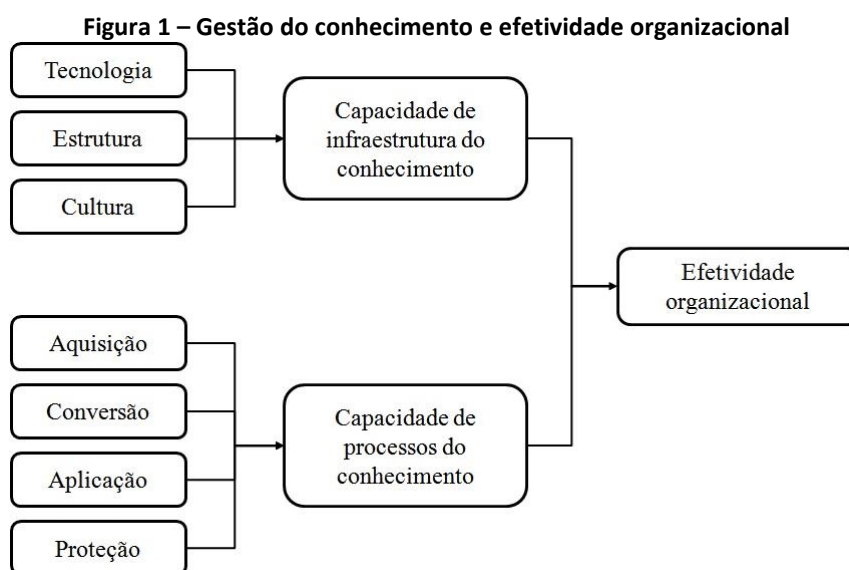 Figura 1 – Gestão do conhecimento e efetividade organizacional
Tecnologia
Estrutura
Cultura
Capacidade de
infraestrutura do
conhecimento
Efetividade
organizacional
Aquisição
Conversão
Aplicação
Proteção
Capacidade de
processos do
conhecimento